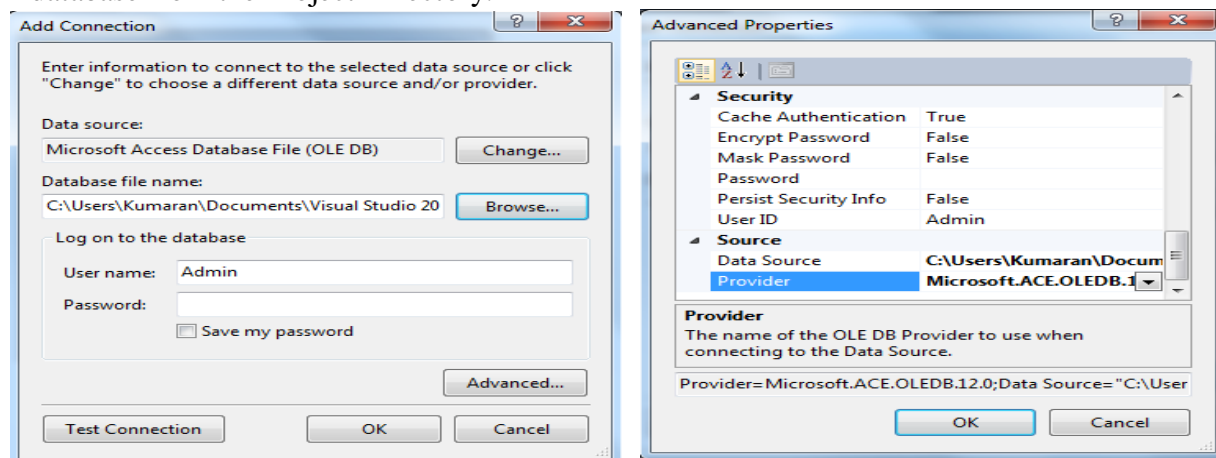 Add Connection
Enter information to connect to the selected data source or click
"Change" to choose a different data source and/or provider.
Data source:
Microsoft Access Database File (OLE DB)
Change...
Database file name:
C:\Users\Kumaran\Documents\Visual Studio 20
Browse...
Log on to the database
User name:
Admin
Password:
Save my password
Advanced...
Test Connection
OK
Cancel
Advanced Properties
Security
Cache Authentication True
Encrypt Password False
Mask Password False
Password
Persist Security Info False
User ID Admin
Source
Data Source C:\Users\Kumaran\Docum
Provider Microsoft.ACE.OLEDB.1
Provider
The name of the OLE DB Provider to use when
connecting to the Data Source.
Provider=Microsoft.ACE.OLEDB.12.0;Data Source="C:\User
OK
Cancel